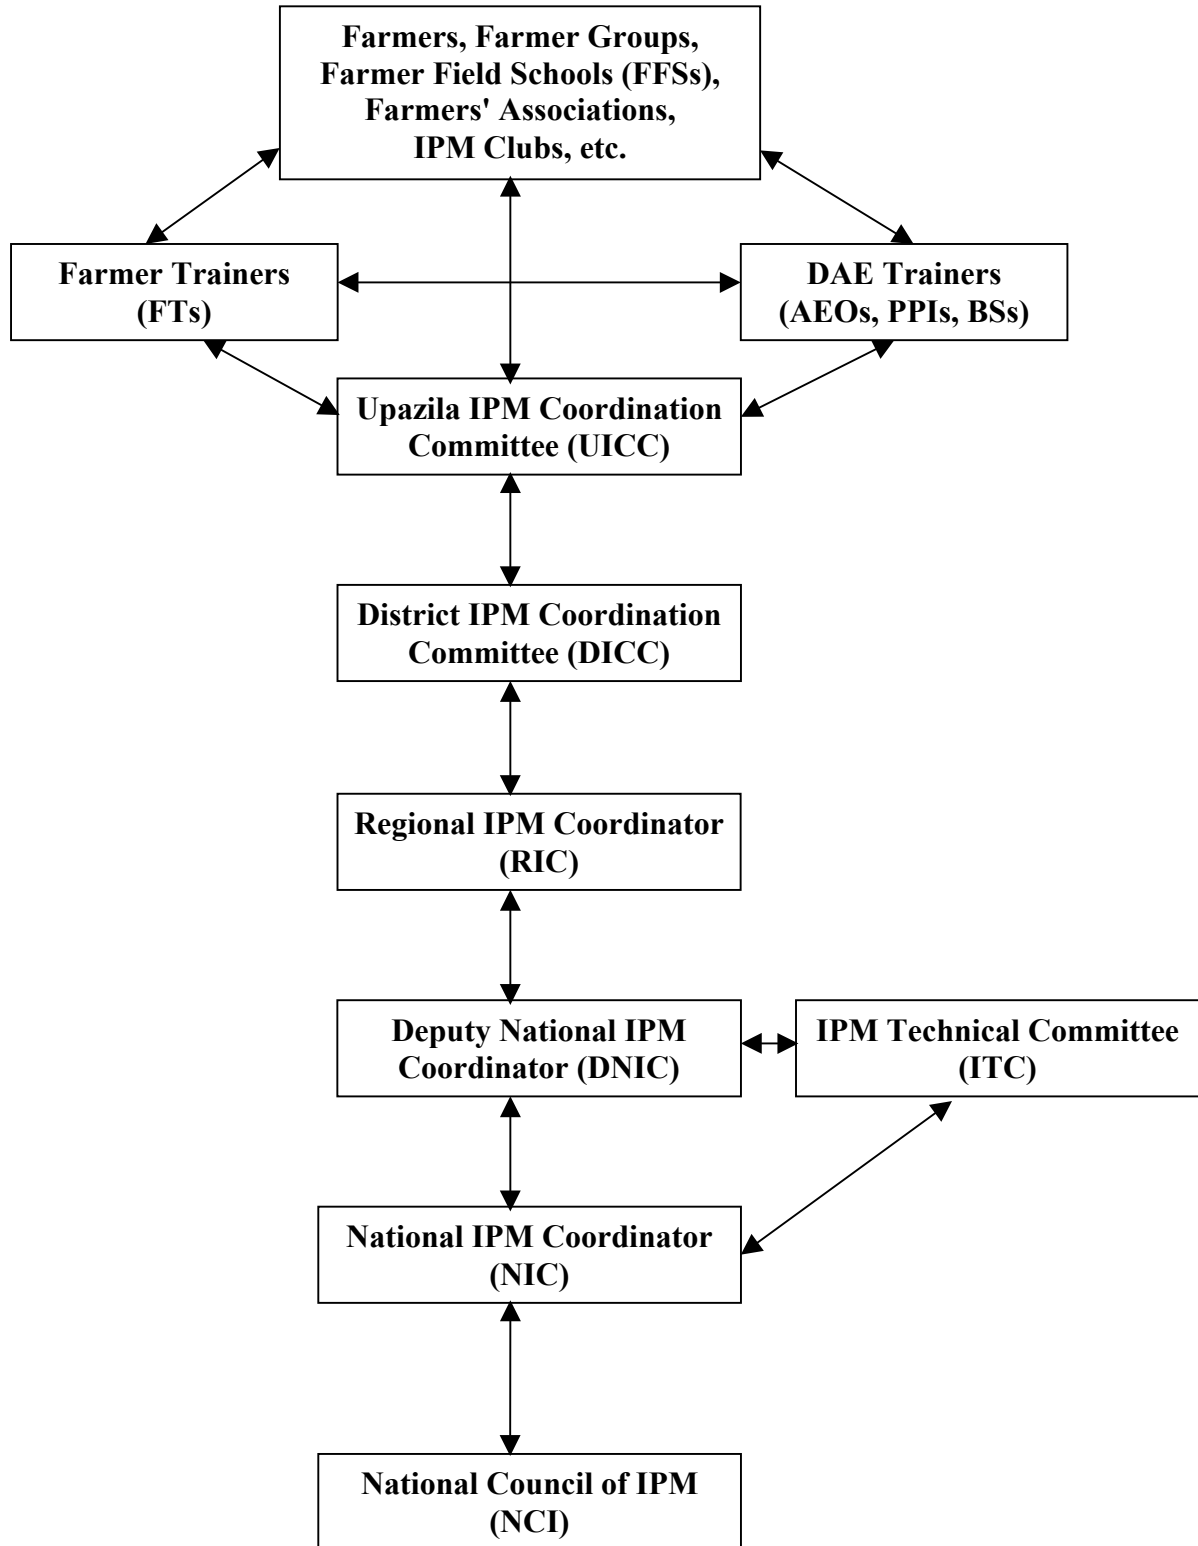 Farmers, Farmer Groups,
Farmer Field Schools (FFSs),
Farmers' Associations,
IPM Clubs, etc.
Farmer Trainers
(FTs)
DAE Trainers
(AEOs, PPIs, BSs)
Upazila IPM Coordination
Committee (UICC)
District IPM Coordination
Committee (DICC)
Regional IPM Coordinator
(RIC)
Deputy National IPM
Coordinator (DNIC)
IPM Technical Committee
(ITC)
National IPM Coordinator
(NIC)
National Council of IPM
(NCI)